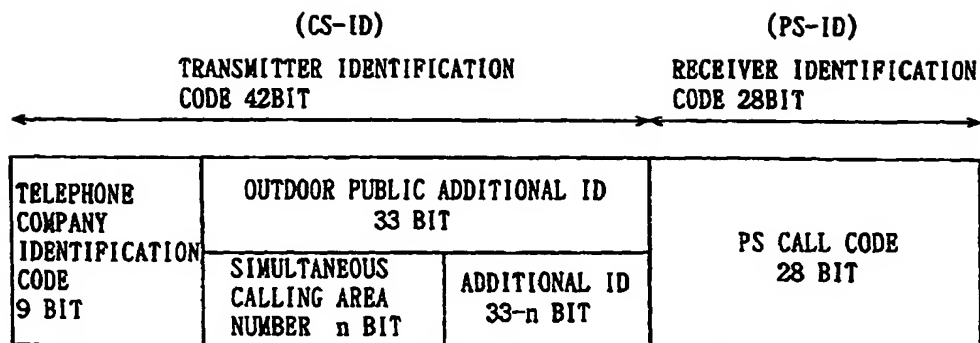 (CS-ID)
(PS-ID)
TRANSMITTER IDENTIFICATION
CODE 42BIT
RECEIVER IDENTIFICATION
CODE 28BIT
TELEPHONE
COMPANY
IDENTIFICATION
CODE
9 BIT
OUTDOOR PUBLIC ADDITIONAL ID
33 BIT
SIMULTANEOUS
CALLING AREA
NUMBER n BIT
ADDITIONAL ID
33-n BIT
PS CALL CODE
28 BIT